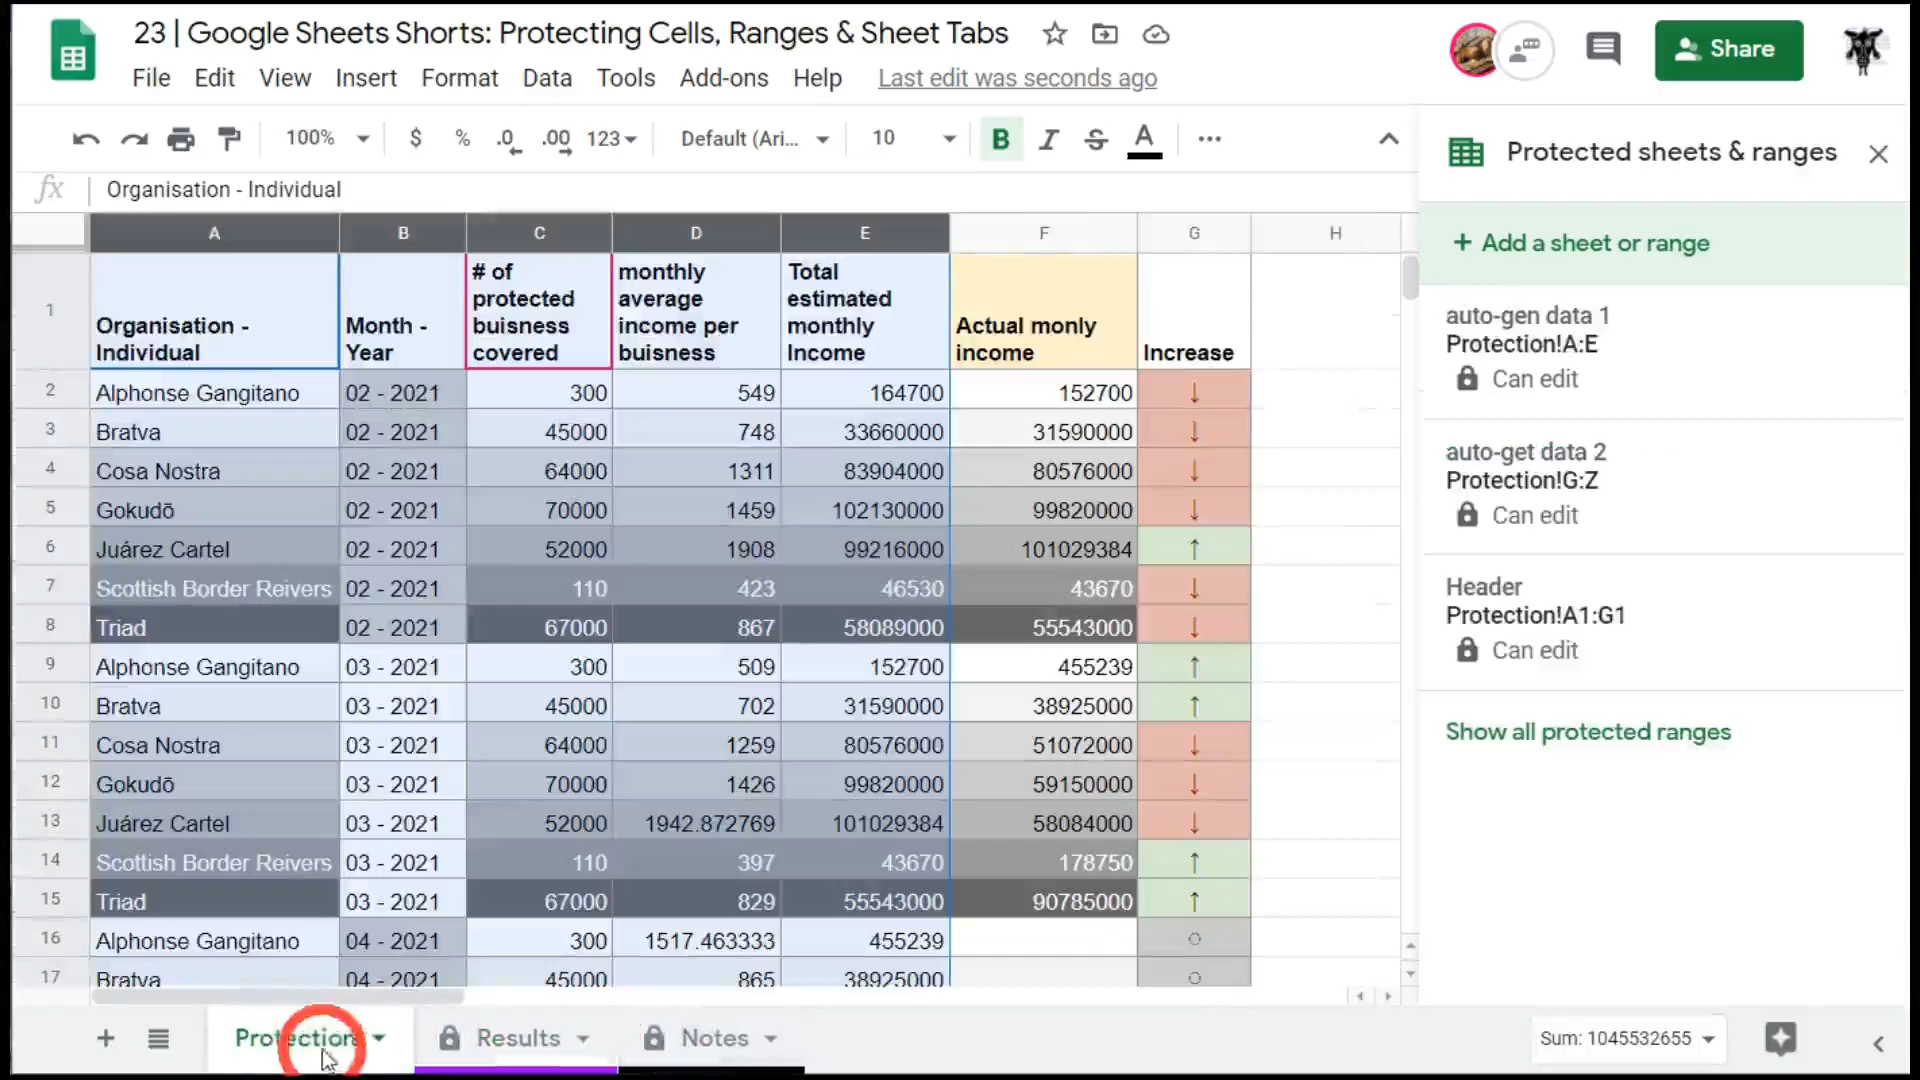 23 | Google Sheets Shorts: Protecting Cells, Ranges & Sheet Tabs
File Edit View Insert Format Data Tools Add-ons Help Last edit was seconds ago
Share
100% $ % .0 .00 123 Default (Ari... 10 B I S A ...
fx Organisation - Individual
A B C D E F G H
1 Organisation - Individual
Month - Year
# of protected buisness covered
monthly average income per buisness
Total estimated monthly Income
Actual monly income
Increase
2 Alphonse Gangitano 02 - 2021 300 549 164700 152700 ↓
3 Bratva 02 - 2021 45000 748 33660000 31590000 ↓
4 Cosa Nostra 02 - 2021 64000 1311 83904000 80576000 ↓
5 Gokudō 02 - 2021 70000 1459 102130000 99820000 ↓
6 Juárez Cartel 02 - 2021 52000 1908 99216000 101029384 ↑
7 Scottish Border Reivers 02 - 2021 110 423 46530 43670 ↓
8 Triad 02 - 2021 67000 867 58089000 55543000 ↓
9 Alphonse Gangitano 03 - 2021 300 509 152700 455239 ↑
10 Bratva 03 - 2021 45000 702 31590000 38925000 ↑
11 Cosa Nostra 03 - 2021 64000 1259 80576000 51072000 ↓
12 Gokudō 03 - 2021 70000 1426 99820000 59150000 ↓
13 Juárez Cartel 03 - 2021 52000 1942.872769 101029384 58084000 ↓
14 Scottish Border Reivers 03 - 2021 110 397 43670 178750 ↑
15 Triad 03 - 2021 67000 829 55543000 90785000 ↑
16 Alphonse Gangitano 04 - 2021 300 1517.463333 455239 ○
17 Bratva 04 - 2021 45000 865 38925000 ○
Protected sheets & ranges
+ Add a sheet or range
auto-gen data 1
Protection!A:E
Can edit
auto-get data 2
Protection!G:Z
Can edit
Header
Protection!A1:G1
Can edit
Show all protected ranges
Protection Results Notes Sum: 1045532655